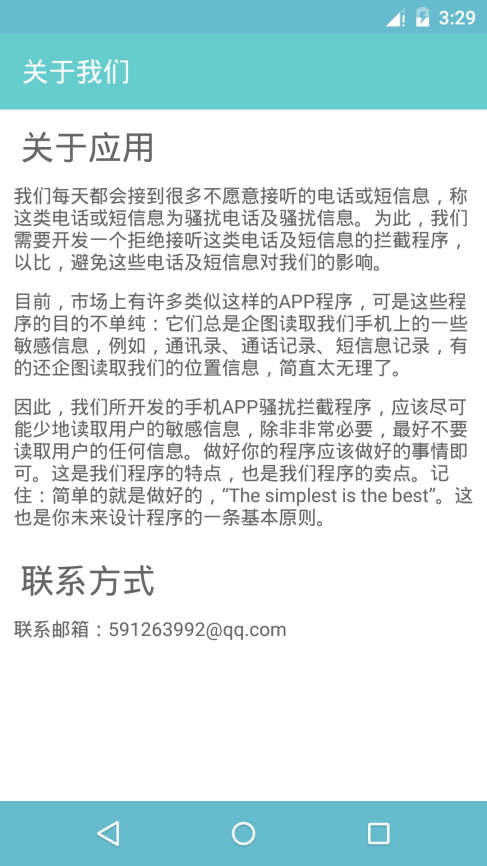 3:29
关于我们
关于应用
我们每天都会接到很多不愿意接听的电话或短信息，称
这类电话或短信息为骚扰电话及骚扰信息。为此，我们
需要开发一个拒绝接听这类电话及短信息的拦截程序，
以比，避免这些电话及短信息对我们的影响。
目前，市场上有许多类似这样的APP程序，可是这些程
序的目的不单纯：它们总是企图读取我们手机上的一些
敏感信息，例如，通讯录、通话记录、短信息记录，有
的还企图读取我们的位置信息，简直太无理了。
因此，我们所开发的手机APP骚扰拦截程序，应该尽可
能少地读取用户的敏感信息，除非非常必要，最好不要
读取用户的任何信息。做好你的程序应该做好的事情即
可。这是我们程序的特点，也是我们程序的卖点。记
住：简单的就是做好的，“The simplest is the best”。这
也是你未来设计程序的一条基本原则。
联系方式
联系邮箱：591263992@qq.com